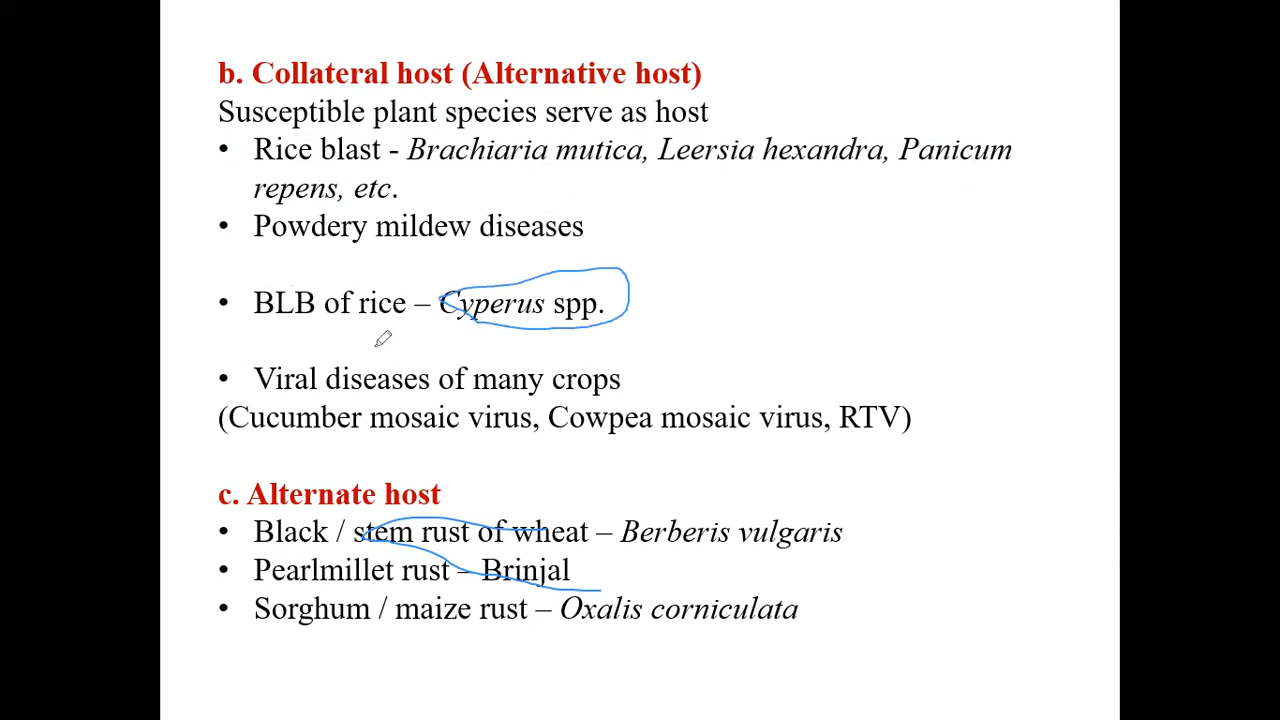 b. Collateral host (Alternative host)
Susceptible plant species serve as host
• Rice blast - Brachiaria mutica, Leersia hexandra, Panicum
repens, etc.
• Powdery mildew diseases
• BLB of rice – Cyperus spp.
• Viral diseases of many crops
(Cucumber mosaic virus, Cowpea mosaic virus, RTV)
c. Alternate host
• Black / stem rust of wheat – Berberis vulgaris
• Pearlmillet rust – Brinjal
• Sorghum / maize rust – Oxalis corniculata